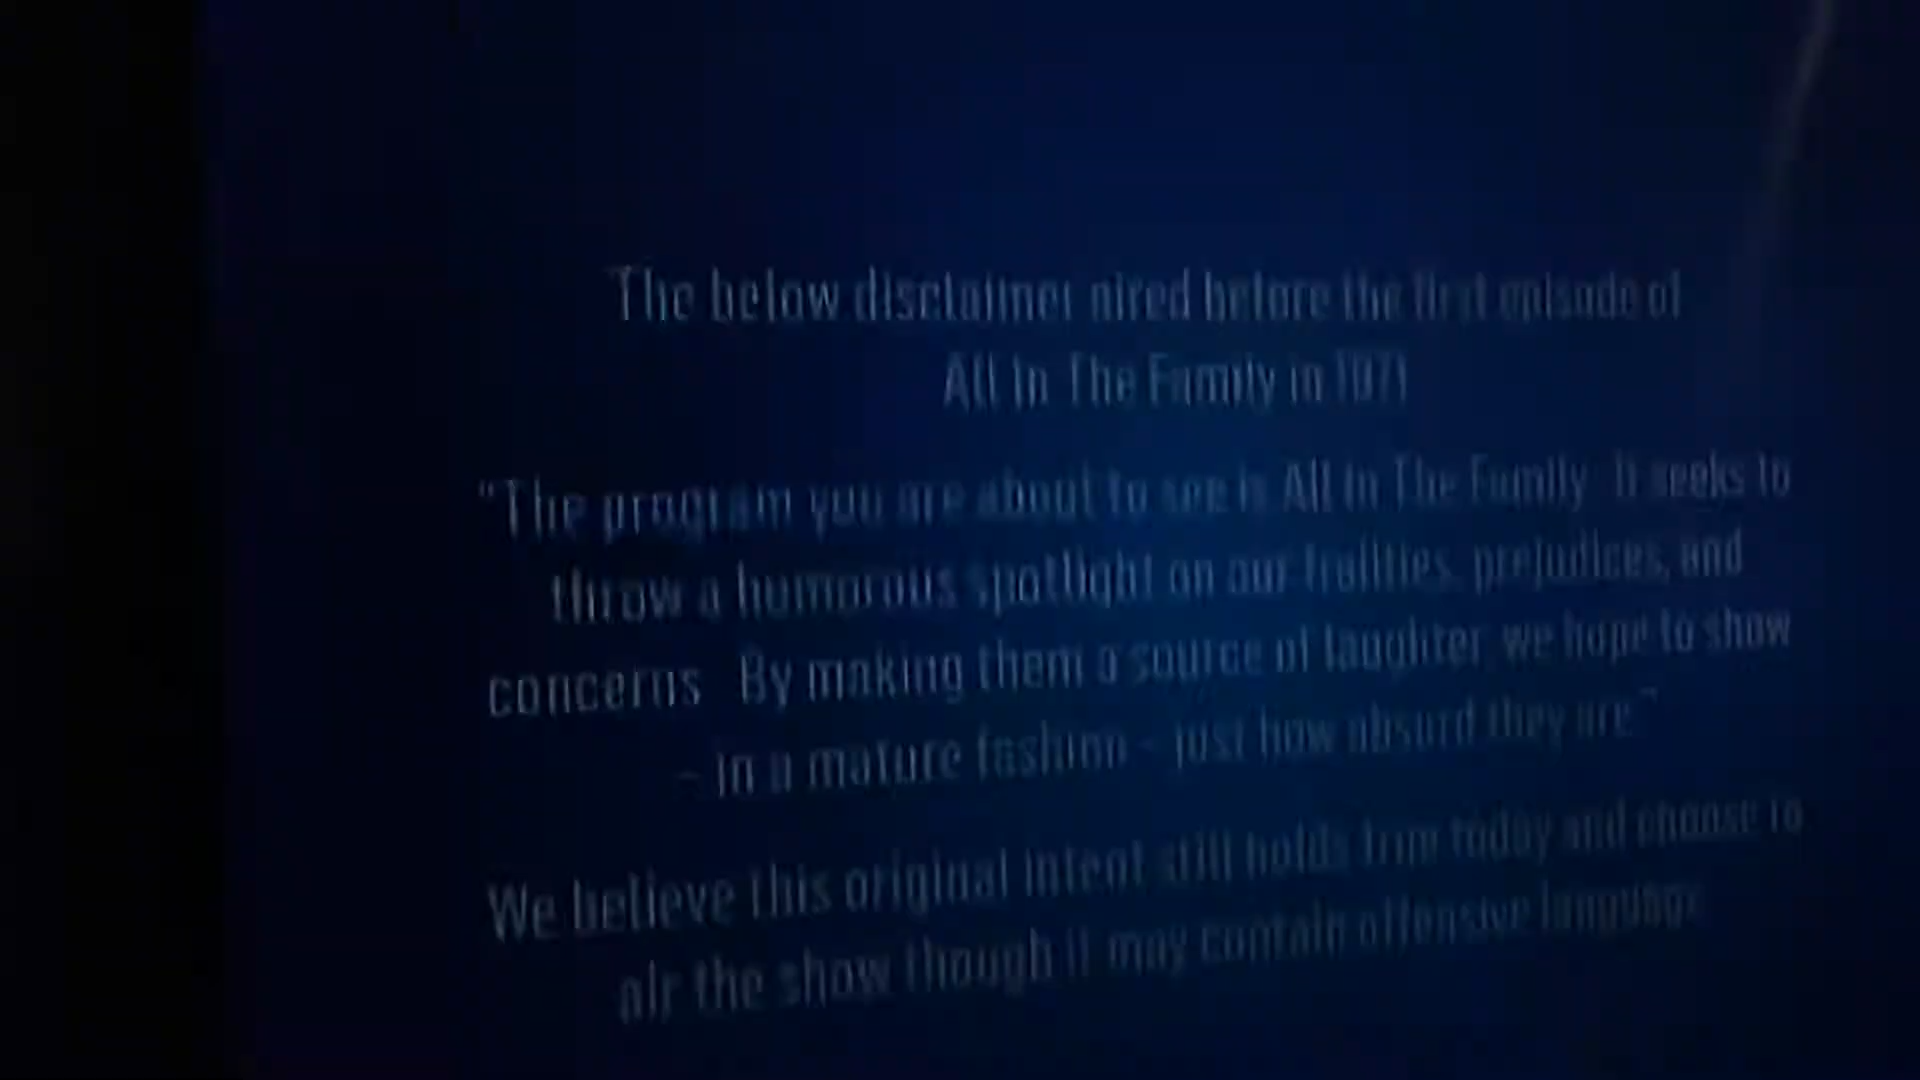 The below disclaimer aired before the first episode of
All In The Family in 1971
"The program you are about to see is All In The Family. It seeks to
throw a humorous spotlight on our frailties, prejudices, and
concerns. By making them a source of laughter, we hope to show
- in a mature fashion - just how absurd they are."
We believe this original intent still holds true today and choose to
air the show though it may contain offensive language